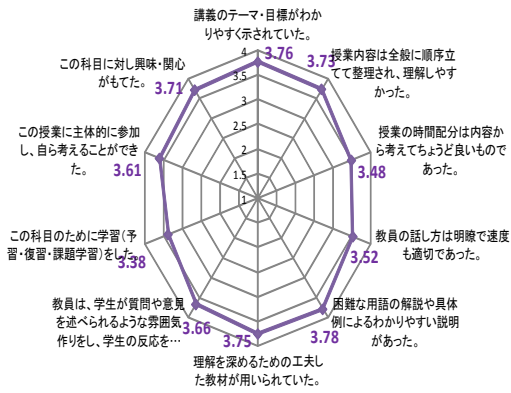 講義のテーマ・目標がわか
りやすく示されていた。
3.76
授業内容は全般に順序立
てて整理され、理解しやす
かった。
3.73
授業の時間配分は内容か
ら考えてちょうど良いもので
あった。
3.48
教員の話し方は明瞭で速度
も適切であった。
3.52
困難な用語の解説や具体
例によるわかりやすい説明
があった。
3.78
理解を深めるための工夫し
た教材が用いられていた。
3.75
教員は、学生が質問や意見
を述べられるような雰囲気
作りをし、学生の反応を…
3.66
この科目のために学習(予
習・復習・課題学習)をした。
3.38
この授業に主体的に参加
し、自ら考えることができ
た。
3.61
この科目に対し興味・関心
がもてた。
3.71
4
3.5
3
2.5
2
1.5
1